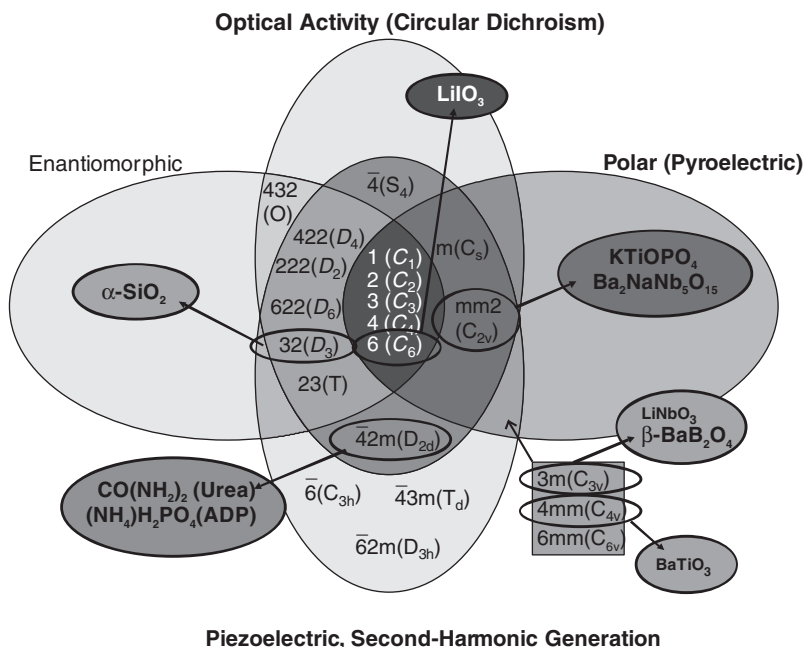 Optical Activity (Circular Dichroism)
LiIO₃
Enantiomorphic
Polar (Pyroelectric)
4̅(S₄)
432
(O)
422(D₄)
222(D₂)
622(D₆)
32(D₃)
23(T)
1 (C₁)
2 (C₂)
3 (C₃)
4 (C₄)
6 (C₆)
m(Cₛ)
mm2
(C₂ᵥ)
KTiOPO₄
Ba₂NaNb₅O₁₅
α-SiO₂
4̅2m(D₂d)
LiNbO₃
β-BaB₂O₄
CO(NH₂)₂ (Urea)
(NH₄)H₂PO₄(ADP)
6̅(C₃ₕ)
4̅3m(Td)
6̅2m(D₃ₕ)
3m(C₃ᵥ)
4mm(C₄ᵥ)
6mm(C₆ᵥ)
BaTiO₃
Piezoelectric, Second-Harmonic Generation